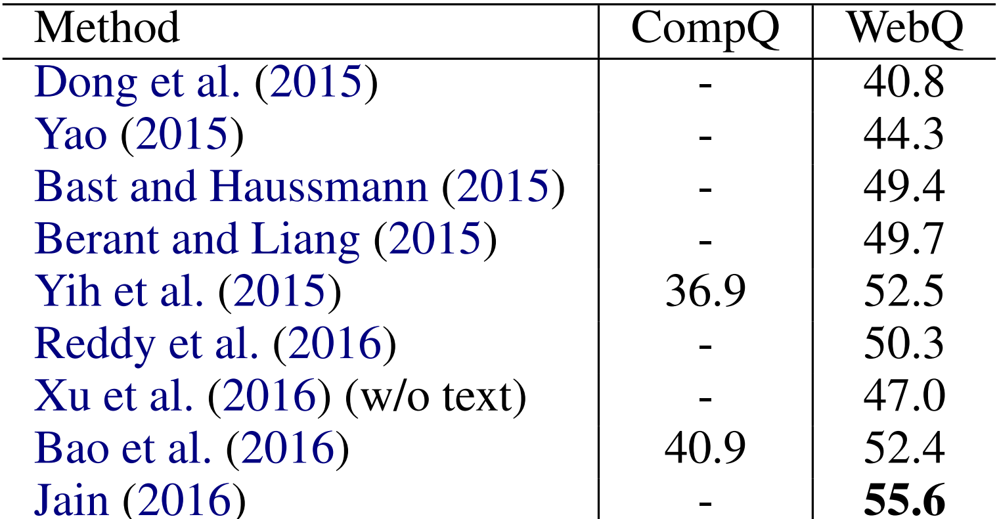 Method CompQ WebQ
Dong et al. (2015) - 40.8
Yao (2015) - 44.3
Bast and Haussmann (2015) - 49.4
Berant and Liang (2015) - 49.7
Yih et al. (2015) 36.9 52.5
Reddy et al. (2016) - 50.3
Xu et al. (2016) (w/o text) - 47.0
Bao et al. (2016) 40.9 52.4
Jain (2016) - 55.6